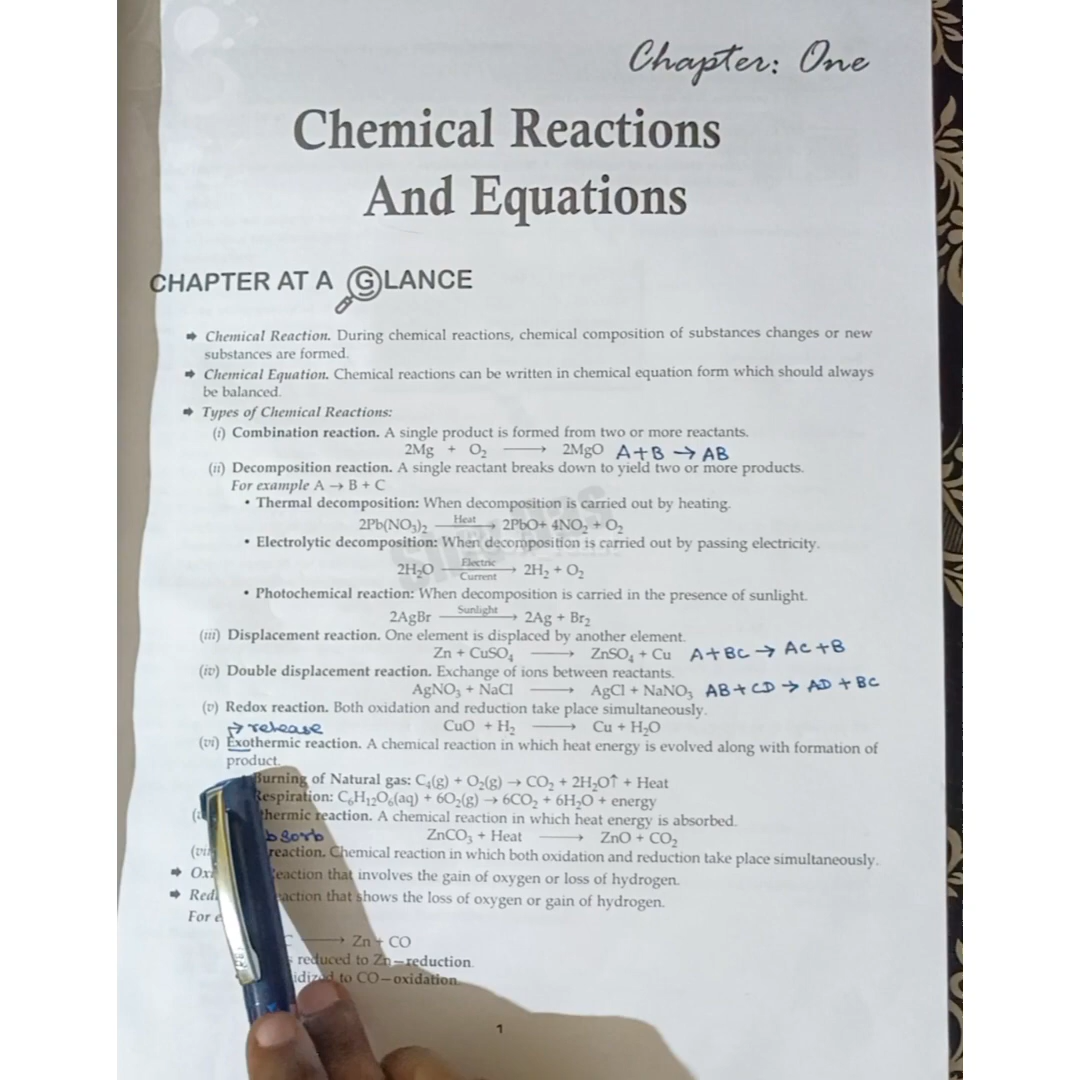 Chapter: One
Chemical Reactions
And Equations
CHAPTER AT A GLANCE
➡ Chemical Reaction. During chemical reactions, chemical composition of substances changes or new
substances are formed.
➡ Chemical Equation. Chemical reactions can be written in chemical equation form which should always
be balanced.
➡ Types of Chemical Reactions:
(i) Combination reaction. A single product is formed from two or more reactants.
2Mg + O₂ ⟶ 2MgO A+B → AB
(ii) Decomposition reaction. A single reactant breaks down to yield two or more products.
For example A → B + C
• Thermal decomposition: When decomposition is carried out by heating.
2Pb(NO₃)₂ —Heat→ 2PbO+ 4NO₂ + O₂
• Electrolytic decomposition: When decomposition is carried out by passing electricity.
2H₂O —Electric Current→ 2H₂ + O₂
• Photochemical reaction: When decomposition is carried in the presence of sunlight.
2AgBr —Sunlight→ 2Ag + Br₂
(iii) Displacement reaction. One element is displaced by another element.
Zn + CuSO₄ ⟶ ZnSO₄ + Cu A+BC → AC+B
(iv) Double displacement reaction. Exchange of ions between reactants.
AgNO₃ + NaCl ⟶ AgCl + NaNO₃ AB+CD → AD+BC
(v) Redox reaction. Both oxidation and reduction take place simultaneously.
CuO + H₂ ⟶ Cu + H₂O
→ release
(vi) Exothermic reaction. A chemical reaction in which heat energy is evolved along with formation of
product.
Burning of Natural gas: C₄(g) + O₂(g) → CO₂ + 2H₂O↑ + Heat
Respiration: C₆H₁₂O₆(aq) + 6O₂(g) → 6CO₂ + 6H₂O + energy
thermic reaction. A chemical reaction in which heat energy is absorbed.
bsorb ZnCO₃ + Heat ⟶ ZnO + CO₂
reaction. Chemical reaction in which both oxidation and reduction take place simultaneously.
➡ Ox eaction that involves the gain of oxygen or loss of hydrogen.
➡ Red action that shows the loss of oxygen or gain of hydrogen.
For e
⟶ Zn + CO
reduced to Zn—reduction.
idized to CO—oxidation.
1